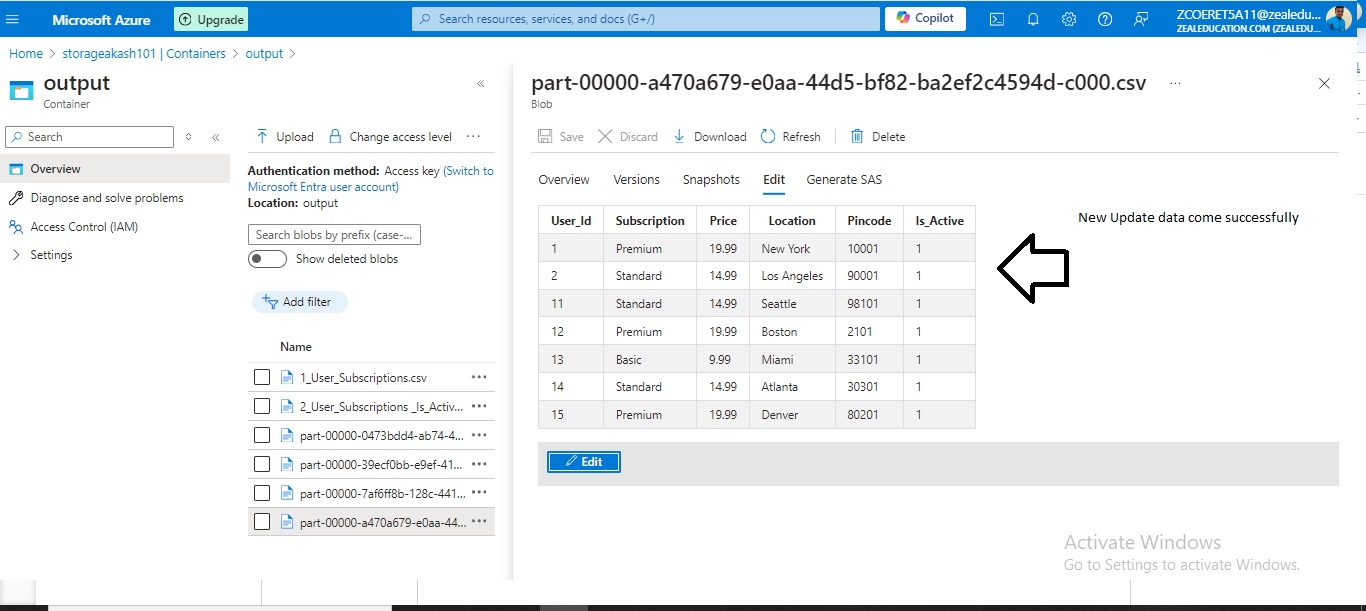 Microsoft Azure
Upgrade
Search resources, services, and docs (G+/)
Copilot
ZCOERET5A11@zealedu...
ZEALEDUCATION.COM (ZEALEDU...
Home > storageakash101 | Containers > output >
output
Container
Search
Overview
Diagnose and solve problems
Access Control (IAM)
Settings
Upload
Change access level
Authentication method: Access key (Switch to
Microsoft Entra user account)
Location: output
Search blobs by prefix (case-...
Show deleted blobs
Add filter
Name
1_User_Subscriptions.csv
2_User_Subscriptions _Is_Activ...
part-00000-0473bdd4-ab74-4...
part-00000-39ecf0bb-e9ef-41...
part-00000-7af6ff8b-128c-441...
part-00000-a470a679-e0aa-44...
part-00000-a470a679-e0aa-44d5-bf82-ba2ef2c4594d-c000.csv
Blob
Save
Discard
Download
Refresh
Delete
Overview Versions Snapshots Edit Generate SAS
User_Id Subscription Price Location Pincode Is_Active
1 Premium 19.99 New York 10001 1
2 Standard 14.99 Los Angeles 90001 1
11 Standard 14.99 Seattle 98101 1
12 Premium 19.99 Boston 2101 1
13 Basic 9.99 Miami 33101 1
14 Standard 14.99 Atlanta 30301 1
15 Premium 19.99 Denver 80201 1
Edit
New Update data come successfully
Activate Windows
Go to Settings to activate Windows.